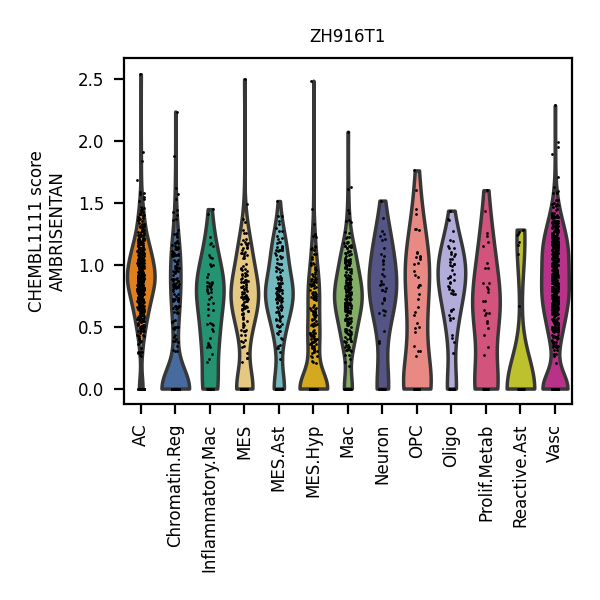 ZH916T1
CHEMBL1111 score
AMBRISENTAN
2.5
2.0
1.5
1.0
0.5
0.0
AC
Chromatin.Reg
Inflammatory.Mac
MES
MES.Ast
MES.Hyp
Mac
Neuron
OPC
Oligo
Prolif.Metab
Reactive.Ast
Vasc